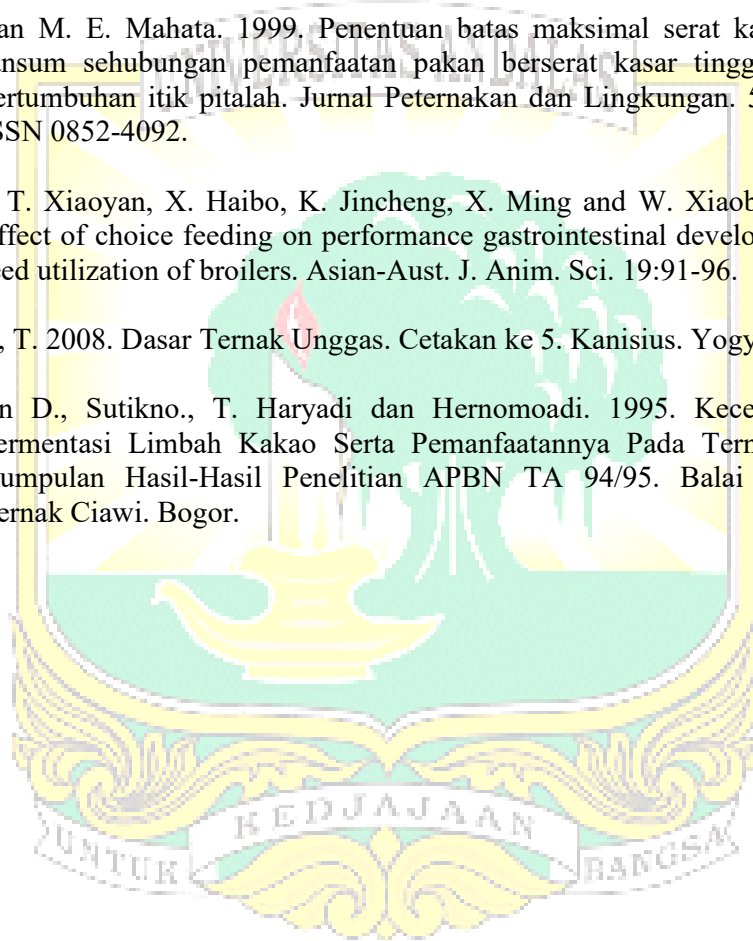 an M. E. Mahata. 1999. Penentuan batas maksimal serat ka
ansum sehubungan pemanfaatan pakan berserat kasar tingg
ertumbuhan itik pitalah. Jurnal Peternakan dan Lingkungan. 5
SSN 0852-4092.
T. Xiaoyan, X. Haibo, K. Jincheng, X. Ming and W. Xiaob
ffect of choice feeding on performance gastrointestinal develo
eed utilization of broilers. Asian-Aust. J. Anim. Sci. 19:91-96.
, T. 2008. Dasar Ternak Unggas. Cetakan ke 5. Kanisius. Yogy
n D., Sutikno., T. Haryadi dan Hernomoadi. 1995. Kece
ermentasi Limbah Kakao Serta Pemanfaatannya Pada Tern
umpulan Hasil-Hasil Penelitian APBN TA 94/95. Balai
ernak Ciawi. Bogor.
UNIVERSITAS ANDALAS
UNTUK KEDJAJAAN BANGSA